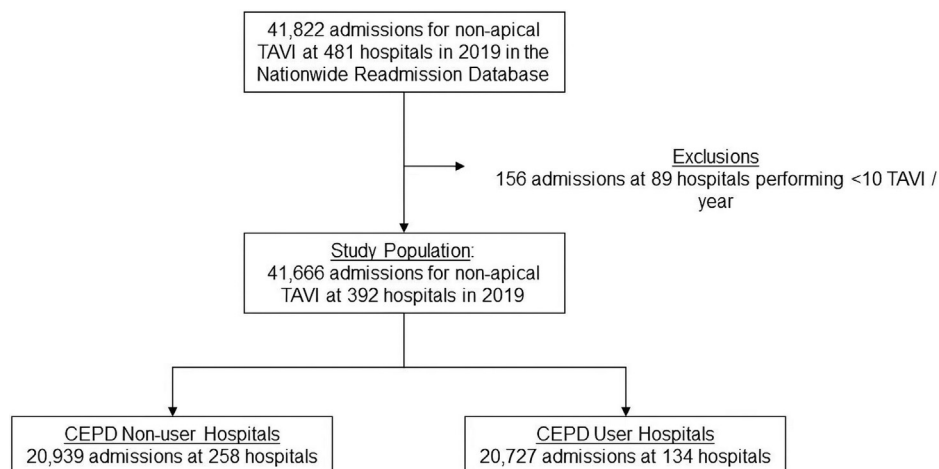 41,822 admissions for non-apical
TAVI at 481 hospitals in 2019 in the
Nationwide Readmission Database
Exclusions
156 admissions at 89 hospitals performing <10 TAVI /
year
Study Population:
41,666 admissions for non-apical
TAVI at 392 hospitals in 2019
CEPD Non-user Hospitals
20,939 admissions at 258 hospitals
CEPD User Hospitals
20,727 admissions at 134 hospitals